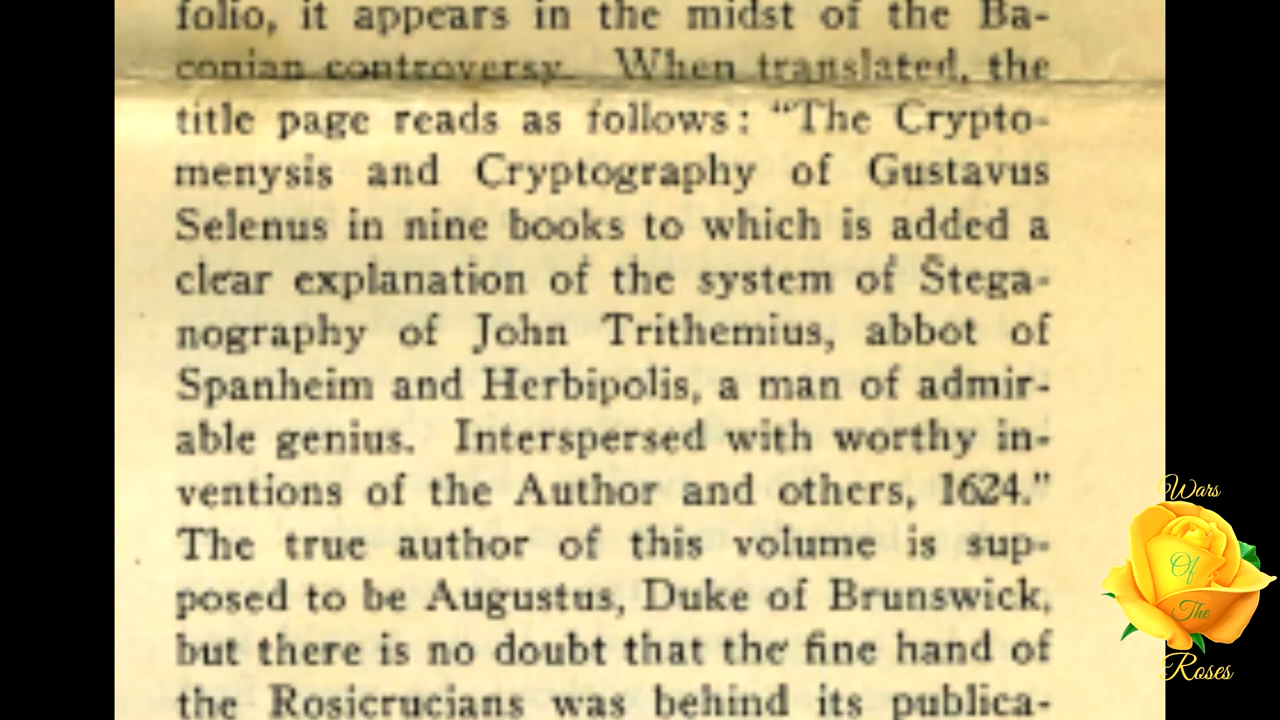 folio, it appears in the midst of the Ba-
conian controversy. When translated, the
title page reads as follows: “The Crypto-
menysis and Cryptography of Gustavus
Selenus in nine books to which is added a
clear explanation of the system of Stega-
nography of John Trithemius, abbot of
Spanheim and Herbipolis, a man of admir-
able genius. Interspersed with worthy in-
ventions of the Author and others, 1624.”
The true author of this volume is sup-
posed to be Augustus, Duke of Brunswick,
but there is no doubt that the fine hand of
the Rosicrucians was behind its publica-
Wars
Of
The
Roses